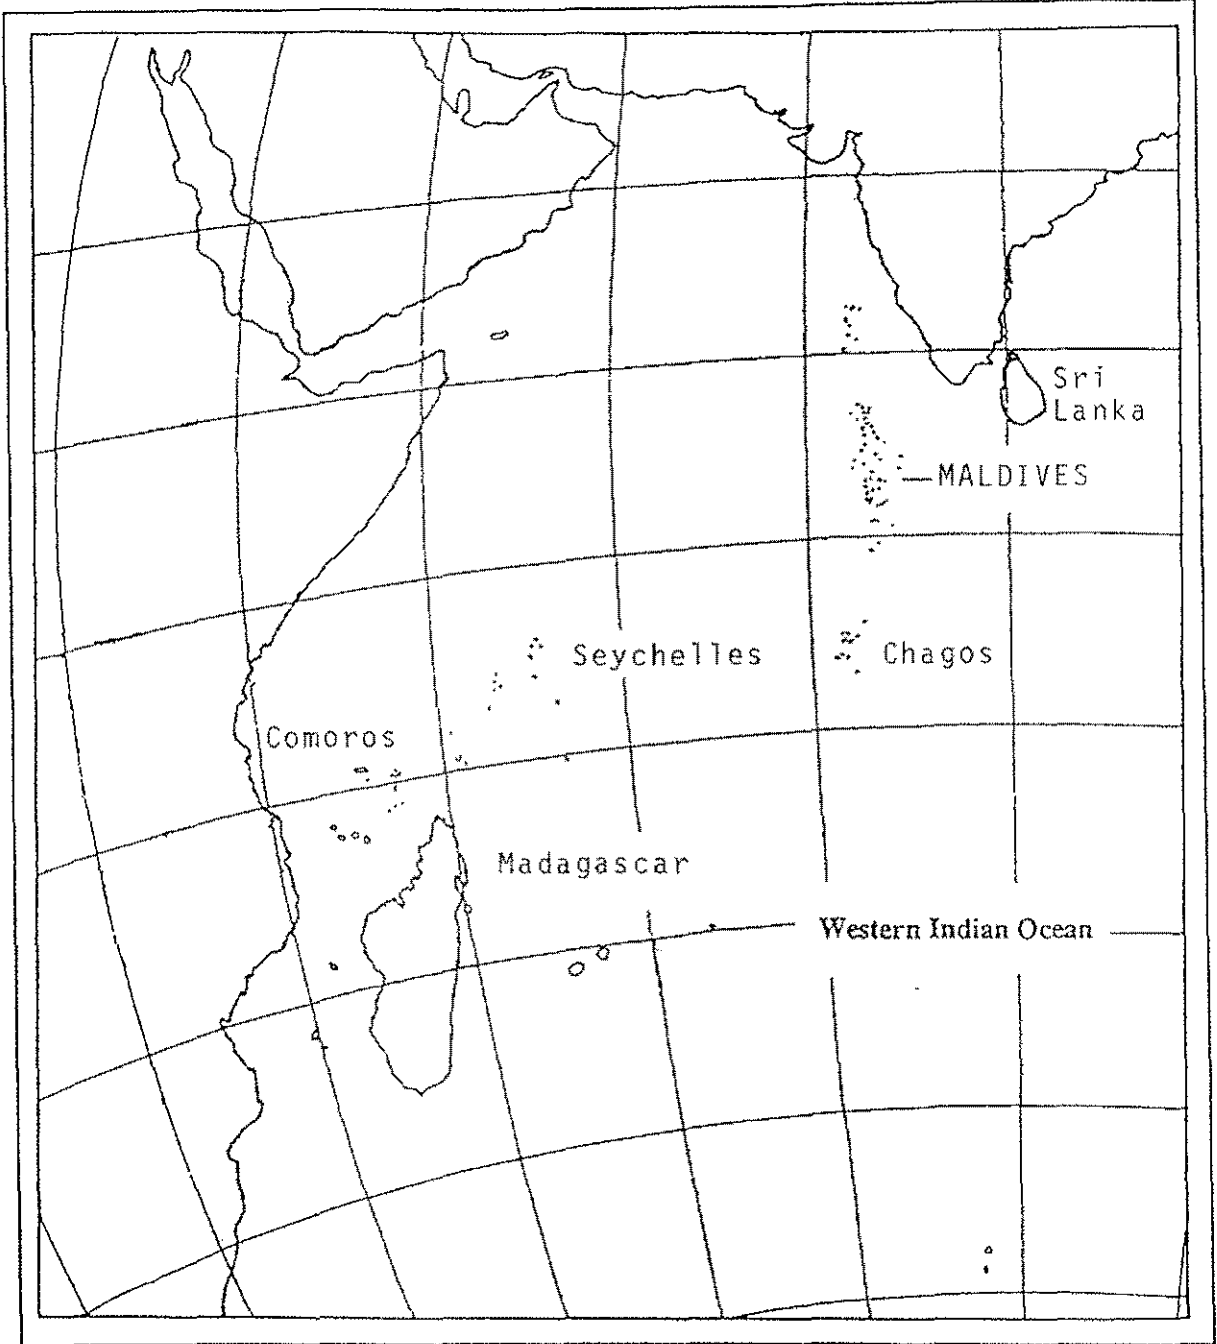 Sri
Lanka
MALDIVES
Seychelles
Chagos
Comoros
Madagascar
Western Indian Ocean